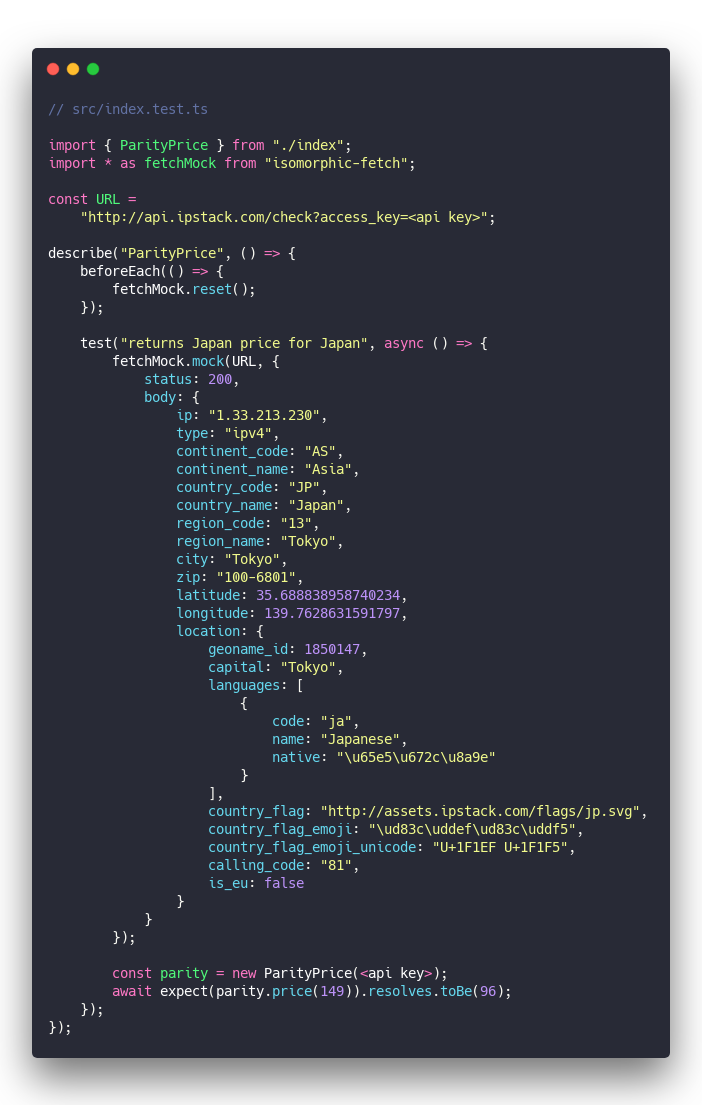 // src/index.test.ts

import { ParityPrice } from "./index";
import * as fetchMock from "isomorphic-fetch";

const URL =
    "http://api.ipstack.com/check?access_key=<api key>";

describe("ParityPrice", () => {
    beforeEach(() => {
        fetchMock.reset();
    });

    test("returns Japan price for Japan", async () => {
        fetchMock.mock(URL, {
            status: 200,
            body: {
                ip: "1.33.213.230",
                type: "ipv4",
                continent_code: "AS",
                continent_name: "Asia",
                country_code: "JP",
                country_name: "Japan",
                region_code: "13",
                region_name: "Tokyo",
                city: "Tokyo",
                zip: "100-6801",
                latitude: 35.688838958740234,
                longitude: 139.7628631591797,
                location: {
                    geoname_id: 1850147,
                    capital: "Tokyo",
                    languages: [
                        {
                            code: "ja",
                            name: "Japanese",
                            native: "\u65e5\u672c\u8a9e"
                        }
                    ],
                    country_flag: "http://assets.ipstack.com/flags/jp.svg",
                    country_flag_emoji: "\ud83c\uddef\ud83c\uddf5",
                    country_flag_emoji_unicode: "U+1F1EF U+1F1F5",
                    calling_code: "81",
                    is_eu: false
                }
            }
        });

        const parity = new ParityPrice(<api key>);
        await expect(parity.price(149)).resolves.toBe(96);
    });
});